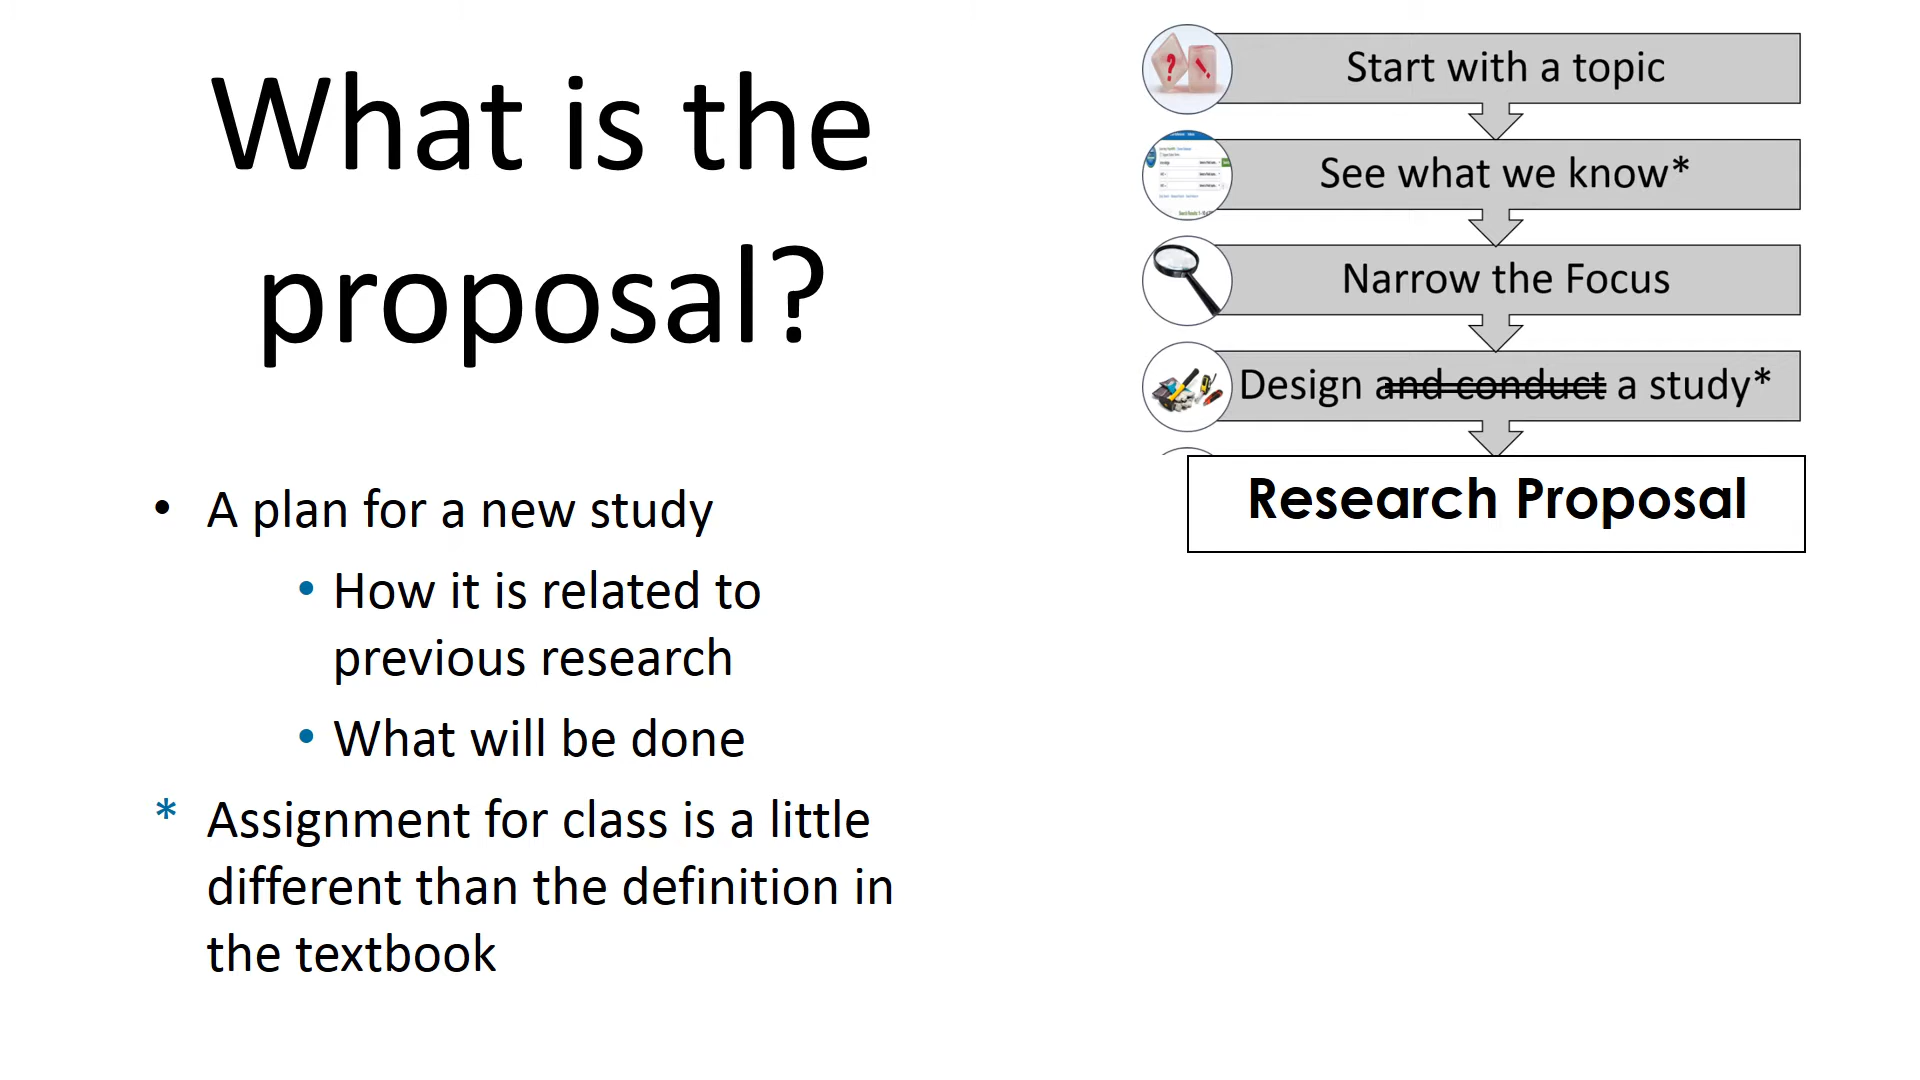 What is the
proposal?
• A plan for a new study
• How it is related to
previous research
• What will be done
* Assignment for class is a little
different than the definition in
the textbook
Start with a topic
See what we know*
Narrow the Focus
Design and conduct a study*
Research Proposal